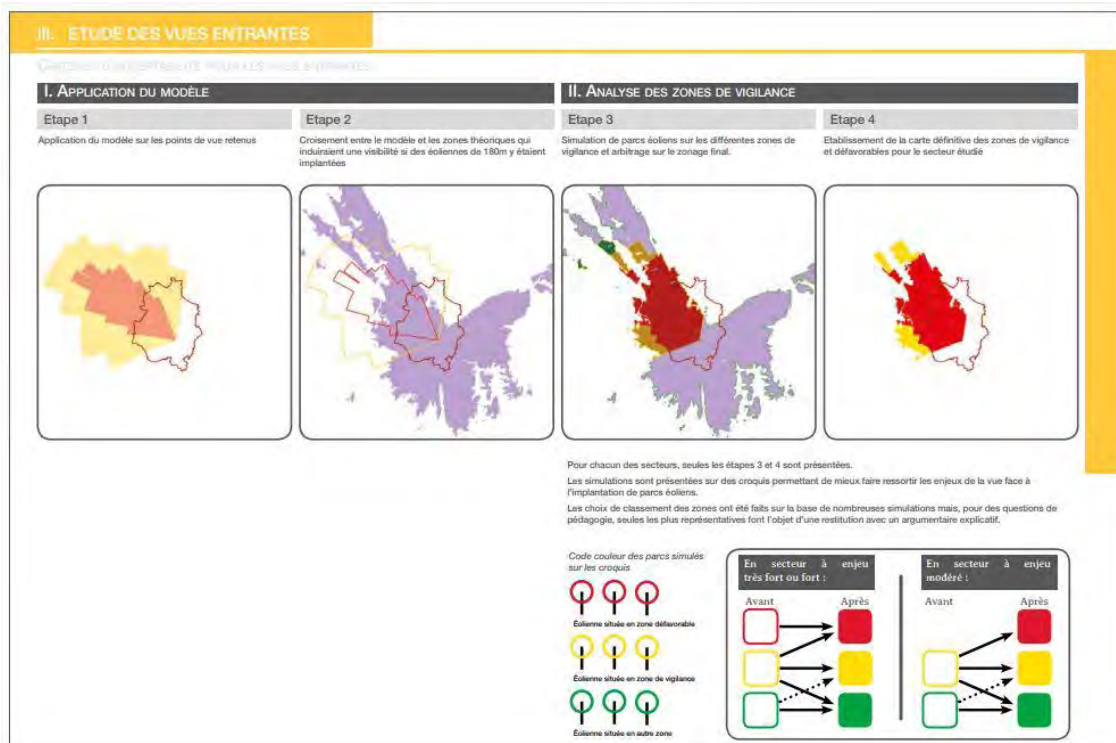 III. ETUDE DES VUES ENTRANTES
CRITÈRES D'ACCEPTABILITÉ POUR LES VUES ENTRANTES
I. APPLICATION DU MODÈLE
Etape 1
Application du modèle sur les points de vue retenus
Etape 2
Croisement entre le modèle et les zones théoriques qui
induiraient une visibilité si des éoliennes de 180m y étaient
implantées
II. ANALYSE DES ZONES DE VIGILANCE
Etape 3
Simulation de parcs éoliens sur les différentes zones de
vigilance et arbitrage sur le zonage final.
Etape 4
Etablissement de la carte définitive des zones de vigilance
et défavorables pour le secteur étudié
Pour chacun des secteurs, seules les étapes 3 et 4 sont présentées.
Les simulations sont présentées sur des croquis permettant de mieux faire ressortir les enjeux de la vue face à
l'implantation de parcs éoliens.
Les choix de classement des zones ont été faits sur la base de nombreuses simulations mais, pour des questions de
pédagogie, seules les plus représentatives font l'objet d'une restitution avec un argumentaire explicatif.
Code couleur des parcs simulés
sur les croquis
Éolienne située en zone défavorable
Éolienne située en zone de vigilance
Éolienne située en autre zone
En secteur à enjeu
très fort ou fort :
Avant Après
En secteur à enjeu
modéré :
Avant Après